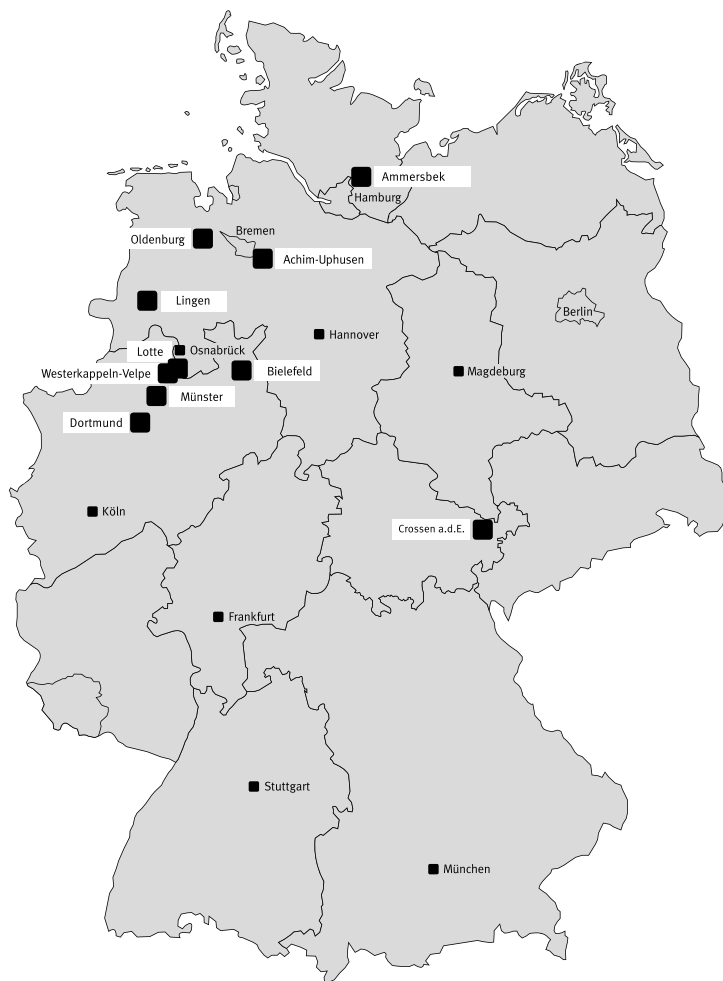 Ammersbek
Hamburg
Bremen
Oldenburg
Achim-Uphusen
Lingen
Berlin
Hannover
Lotte
Osnabrück
Westerkappeln-Velpe
Bielefeld
Magdeburg
Münster
Dortmund
Köln
Crossen a.d.E.
Frankfurt
Stuttgart
München